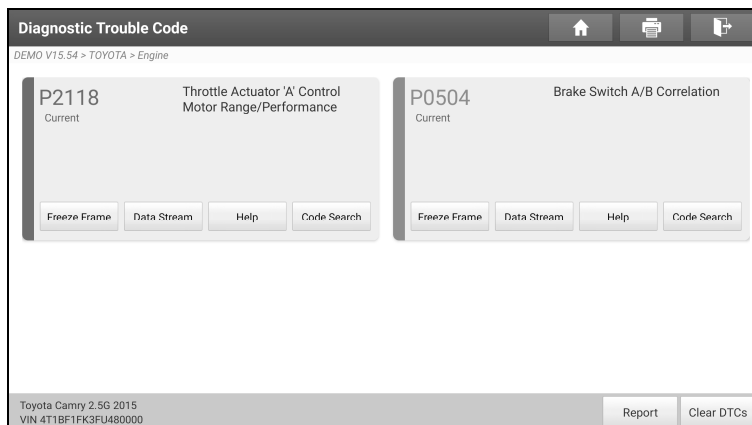 Diagnostic Trouble Code
DEMO V15.54 > TOYOTA > Engine
P2118
Current
Throttle Actuator 'A' Control
Motor Range/Performance
Freeze Frame
Data Stream
Help
Code Search
P0504
Current
Brake Switch A/B Correlation
Freeze Frame
Data Stream
Help
Code Search
Toyota Camry 2.5G 2015
VIN 4T1BF1FK3FU480000
Report
Clear DTCs